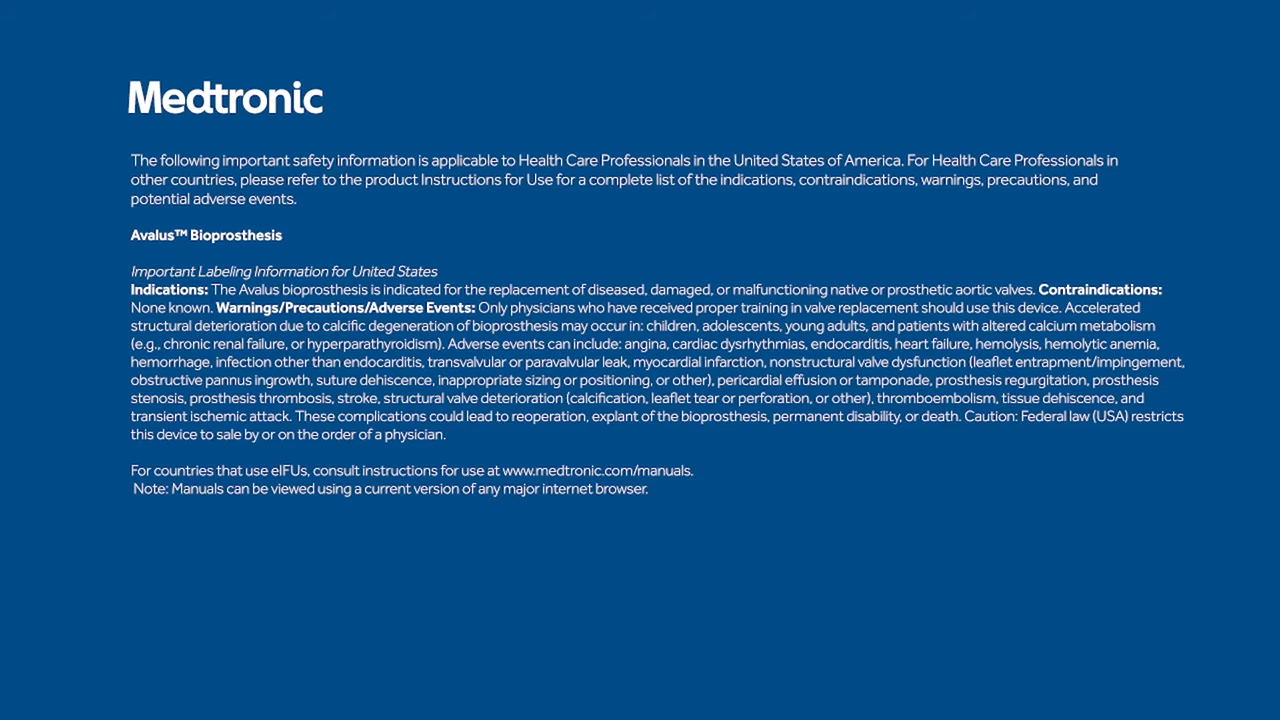 Medtronic
The following important safety information is applicable to Health Care Professionals in the United States of America. For Health Care Professionals in
other countries, please refer to the product Instructions for Use for a complete list of the indications, contraindications, warnings, precautions, and
potential adverse events.
Avalus™ Bioprosthesis
Important Labeling Information for United States
Indications: The Avalus bioprosthesis is indicated for the replacement of diseased, damaged, or malfunctioning native or prosthetic aortic valves. Contraindications:
None known. Warnings/Precautions/Adverse Events: Only physicians who have received proper training in valve replacement should use this device. Accelerated
structural deterioration due to calcific degeneration of bioprosthesis may occur in: children, adolescents, young adults, and patients with altered calcium metabolism
(e.g., chronic renal failure, or hyperparathyroidism). Adverse events can include: angina, cardiac dysrhythmias, endocarditis, heart failure, hemolysis, hemolytic anemia,
hemorrhage, infection other than endocarditis, transvalvular or paravalvular leak, myocardial infarction, nonstructural valve dysfunction (leaflet entrapment/impingement,
obstructive pannus ingrowth, suture dehiscence, inappropriate sizing or positioning, or other), pericardial effusion or tamponade, prosthesis regurgitation, prosthesis
stenosis, prosthesis thrombosis, stroke, structural valve deterioration (calcification, leaflet tear or perforation, or other), thromboembolism, tissue dehiscence, and
transient ischemic attack. These complications could lead to reoperation, explant of the bioprosthesis, permanent disability, or death. Caution: Federal law (USA) restricts
this device to sale by or on the order of a physician.
For countries that use eIFUs, consult instructions for use at www.medtronic.com/manuals.
Note: Manuals can be viewed using a current version of any major internet browser.